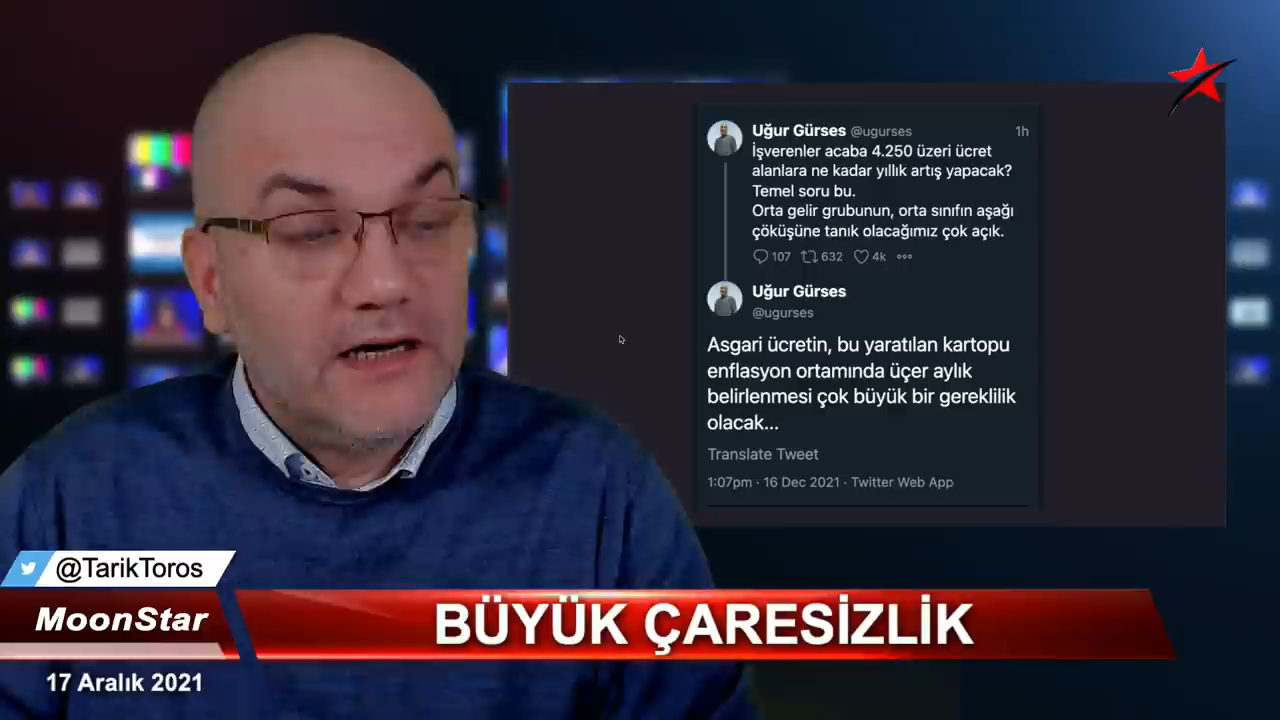 Uğur Gürses @ugurses 1h
İşverenler acaba 4.250 üzeri ücret
alanlara ne kadar yıllık artış yapacak?
Temel soru bu.
Orta gelir grubunun, orta sınıfın aşağı
çöküşüne tanık olacağımız çok açık.
107 632 4k
Uğur Gürses
@ugurses
Asgari ücretin, bu yaratılan kartopu
enflasyon ortamında üçer aylık
belirlenmesi çok büyük bir gereklilik
olacak...
Translate Tweet
1:07pm · 16 Dec 2021 · Twitter Web App
@TarikToros
MoonStar
BÜYÜK ÇARESİZLİK
17 Aralık 2021